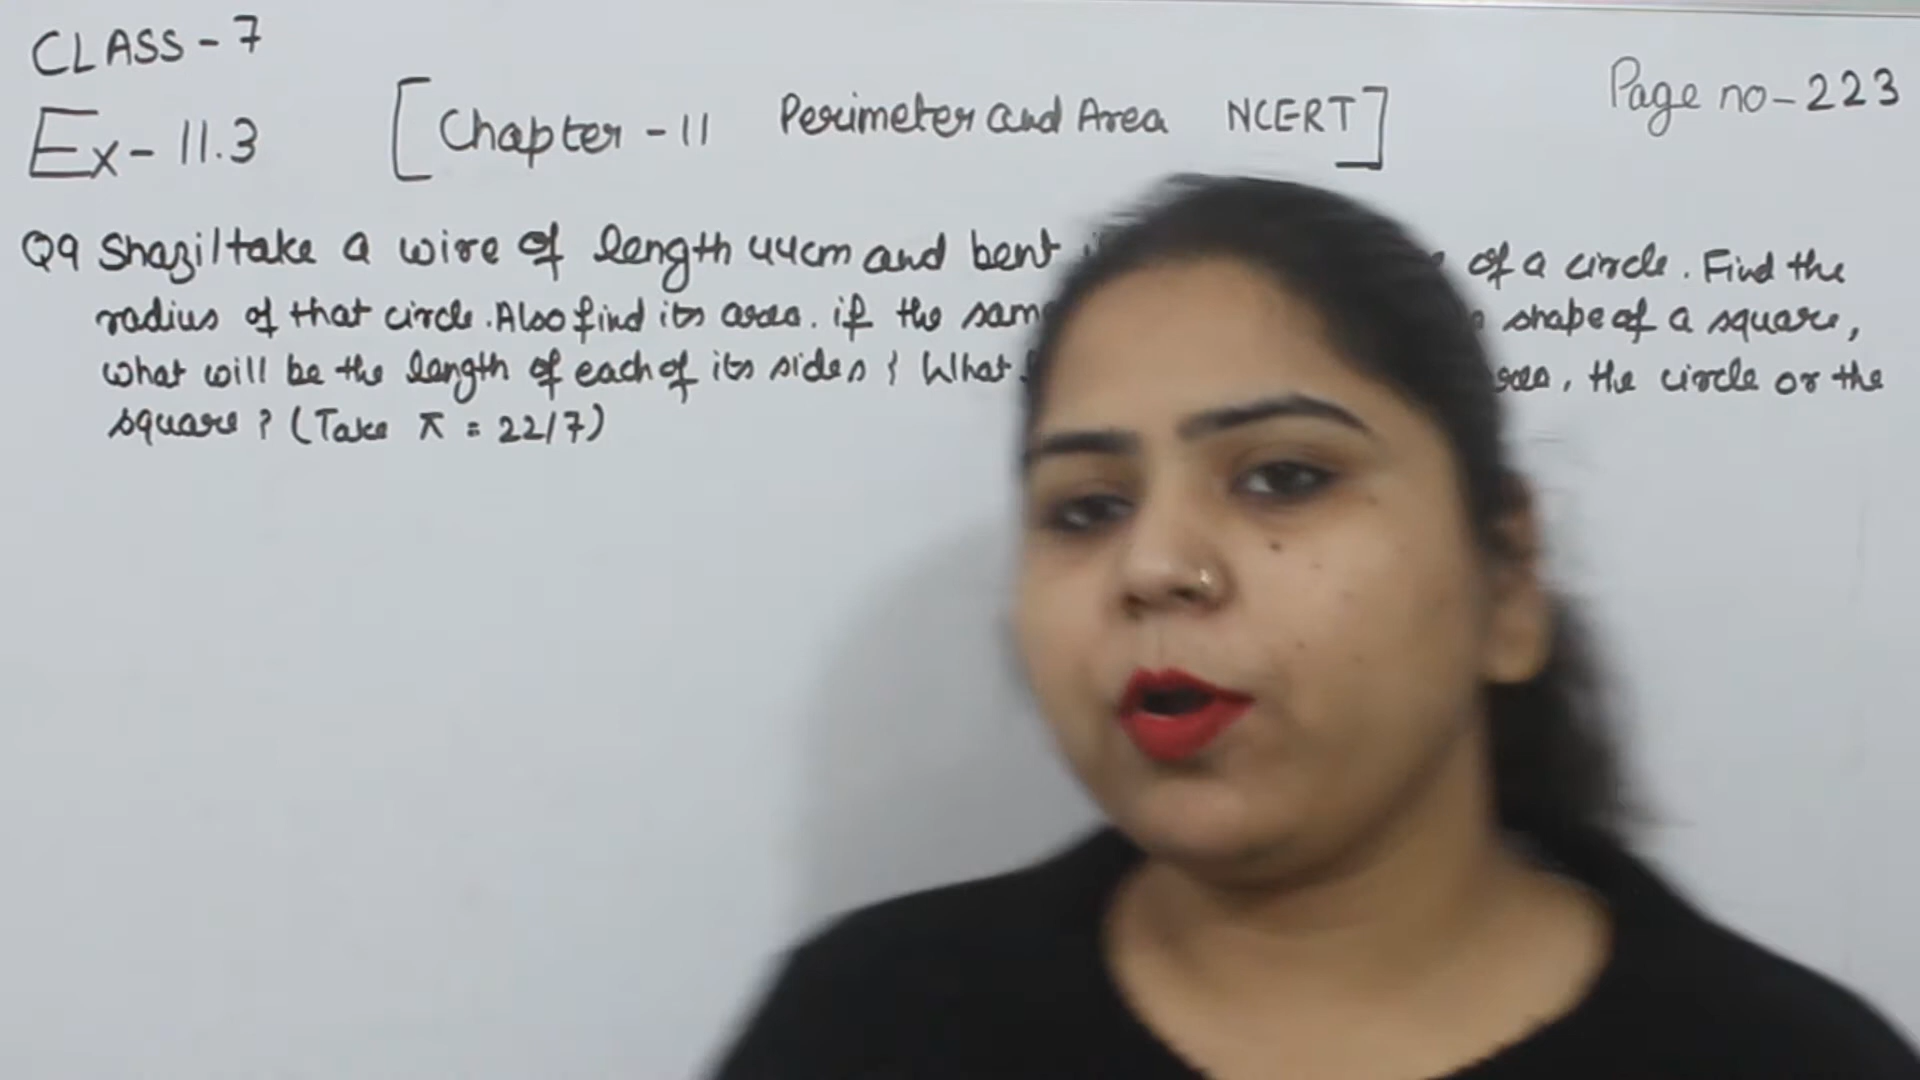 CLASS - 7
Ex - 11.3 [Chapter - 11 Perimeter and Area NCERT] Page no - 223
Q9 Shazil take a wire of length 44cm and bent of a circle. Find the
radius of that circle. Also find its area. if the sam shape of a square,
what will be the length of each of its sides? What the circle or the
square? (Take π = 22/7)